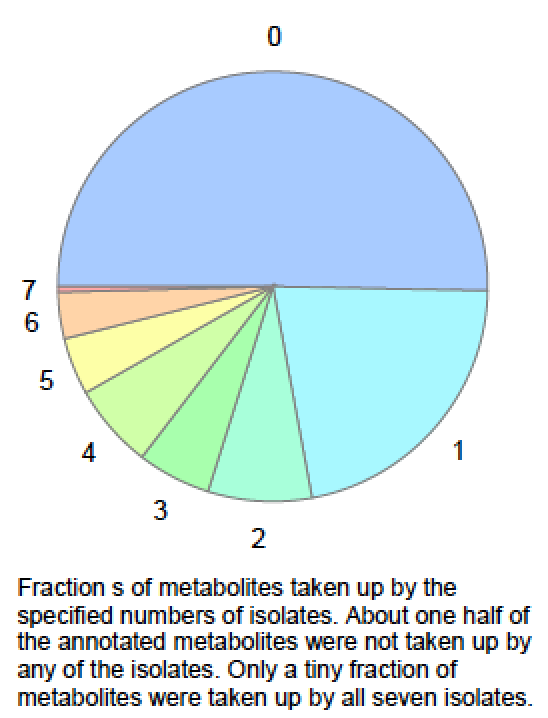 0
7
6
5
4
3
2
1
Fraction s of metabolites taken up by the
specified numbers of isolates. About one half of
the annotated metabolites were not taken up by
any of the isolates. Only a tiny fraction of
metabolites were taken up by all seven isolates.